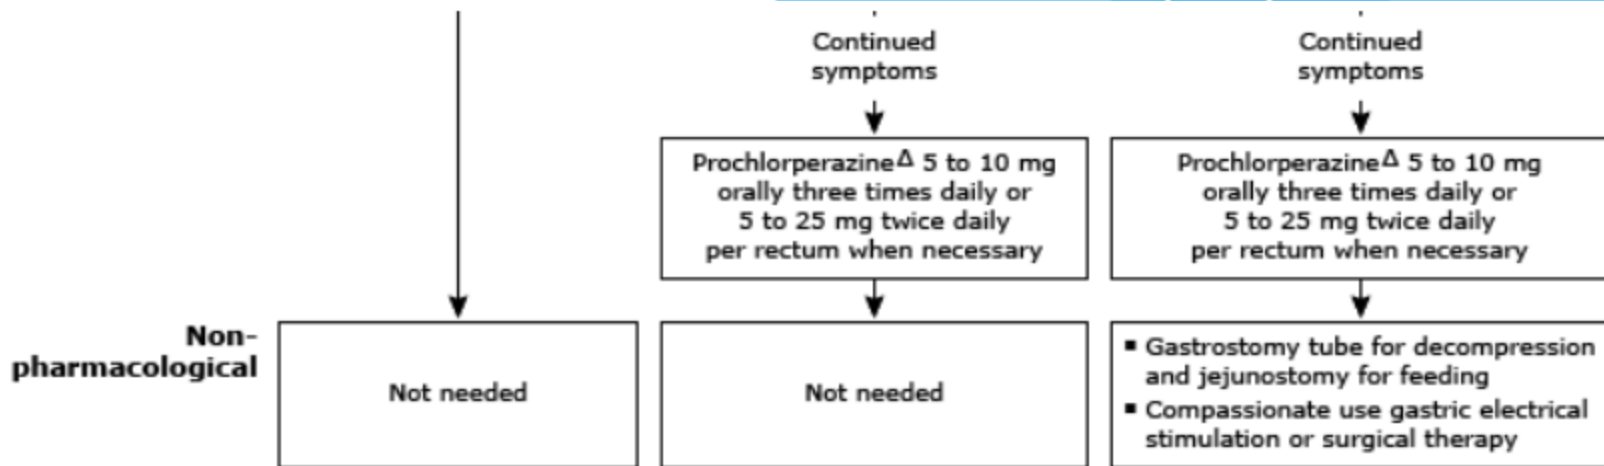 Continued
symptoms
Continued
symptoms
ProchlorperazineΔ 5 to 10 mg
orally three times daily or
5 to 25 mg twice daily
per rectum when necessary
ProchlorperazineΔ 5 to 10 mg
orally three times daily or
5 to 25 mg twice daily
per rectum when necessary
Non-
pharmacological
Not needed
Not needed
▪ Gastrostomy tube for decompression
and jejunostomy for feeding
▪ Compassionate use gastric electrical
stimulation or surgical therapy